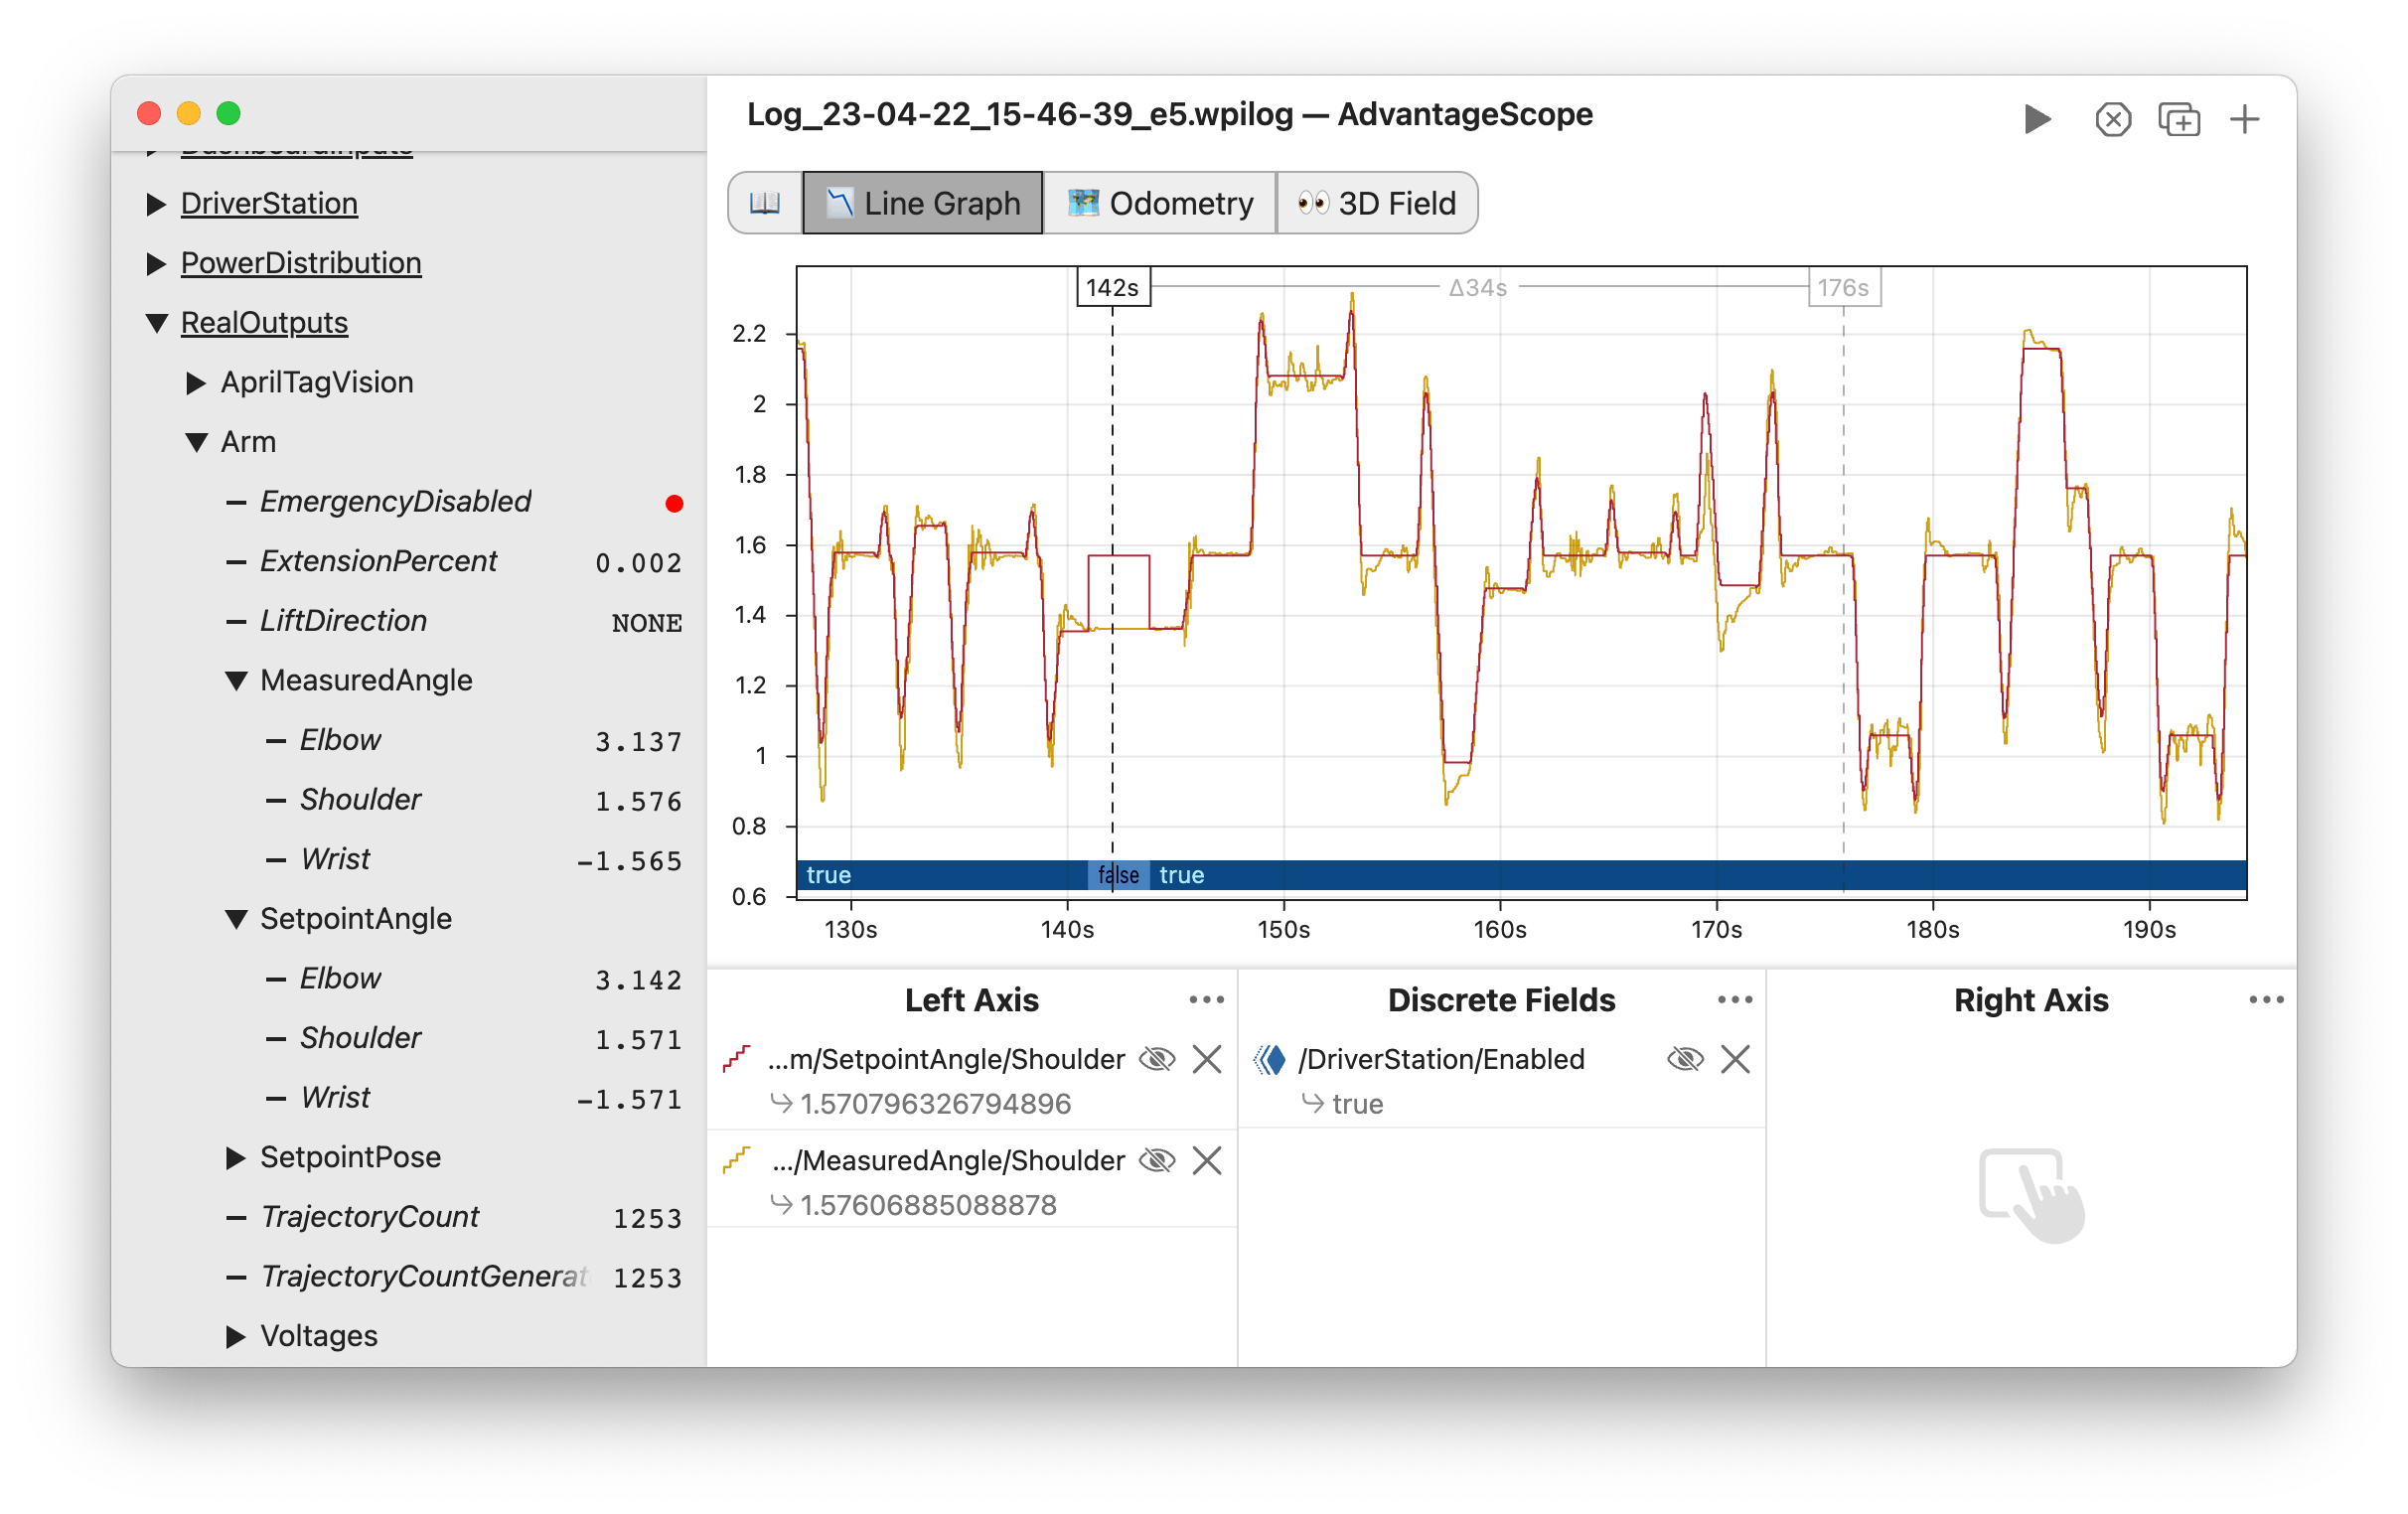 Log_23-04-22_15-46-39_e5.wpilog — AdvantageScope
DashboardInputs
DriverStation
PowerDistribution
RealOutputs
AprilTagVision
Arm
EmergencyDisabled
ExtensionPercent 0.002
LiftDirection NONE
MeasuredAngle
Elbow 3.137
Shoulder 1.576
Wrist −1.565
SetpointAngle
Elbow 3.142
Shoulder 1.571
Wrist −1.571
SetpointPose
TrajectoryCount 1253
TrajectoryCountGenerat 1253
Voltages
Line Graph Odometry 3D Field
142s Δ34s 176s
2.2
2
1.8
1.6
1.4
1.2
1
0.8
0.6
true false true
130s 140s 150s 160s 170s 180s 190s
Left Axis
...m/SetpointAngle/Shoulder
1.570796326794896
.../MeasuredAngle/Shoulder
1.57606885088878
Discrete Fields
/DriverStation/Enabled
true
Right Axis